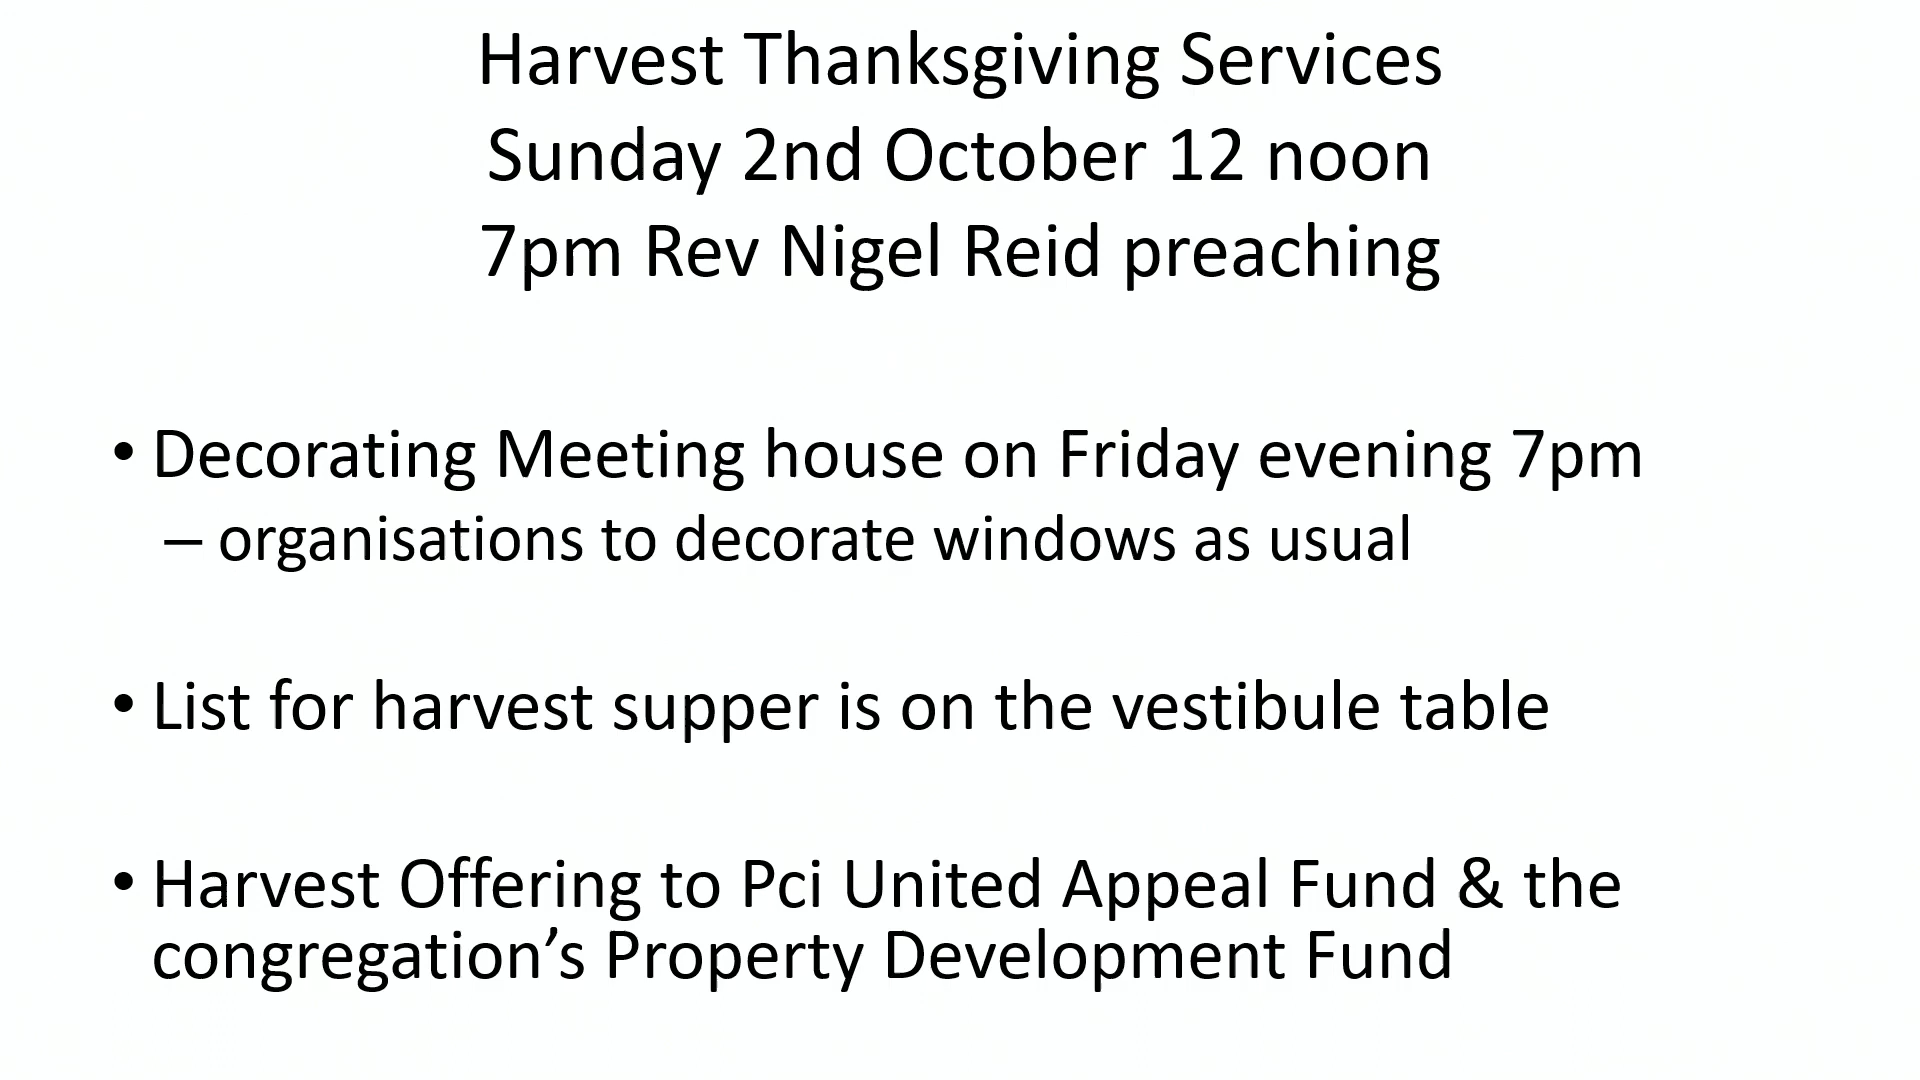 Harvest Thanksgiving Services
Sunday 2nd October 12 noon
7pm Rev Nigel Reid preaching
• Decorating Meeting house on Friday evening 7pm
– organisations to decorate windows as usual
• List for harvest supper is on the vestibule table
• Harvest Offering to Pci United Appeal Fund & the
congregation’s Property Development Fund